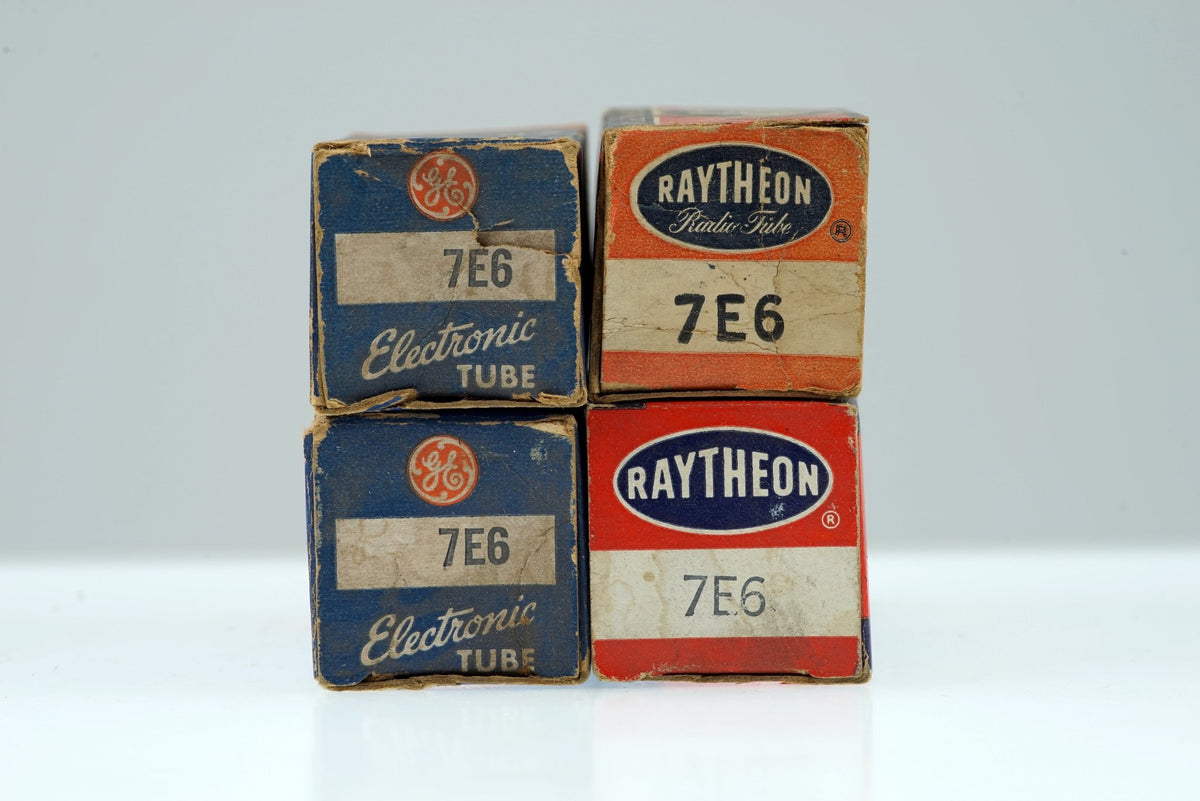 GE
7E6
Electronic
TUBE
RAYTHEON
Radio Tube
®
7E6
GE
7E6
Electronic
TUBE
RAYTHEON
®
7E6